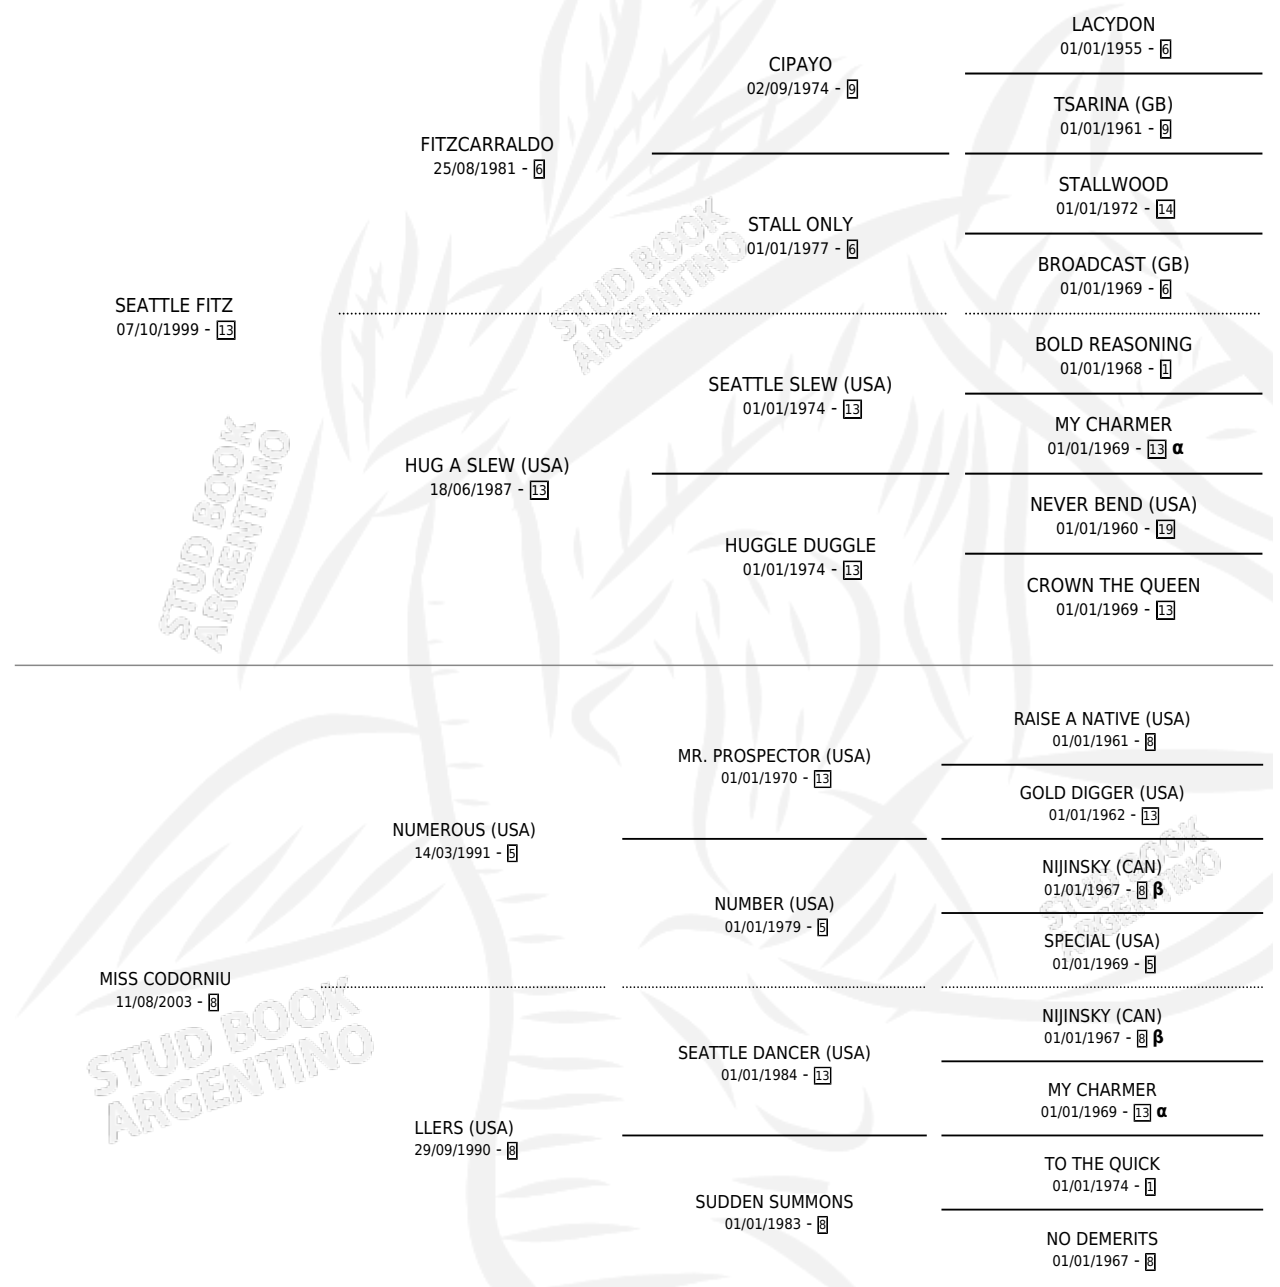 LACYDON
01/01/1955 - 6
CIPAYO
02/09/1974 - 9
TSARINA (GB)
01/01/1961 - 9
FITZCARRALDO
25/08/1981 - 6
STALLWOOD
01/01/1972 - 14
STALL ONLY
01/01/1977 - 6
BROADCAST (GB)
01/01/1969 - 6
STUD BOOK
ARGENTINO
SEATTLE FITZ
07/10/1999 - 13
BOLD REASONING
01/01/1968 - 1
SEATTLE SLEW (USA)
01/01/1974 - 13
MY CHARMER
01/01/1969 - 13 α
HUG A SLEW (USA)
18/06/1987 - 13
NEVER BEND (USA)
01/01/1960 - 19
HUGGLE DUGGLE
01/01/1974 - 13
CROWN THE QUEEN
01/01/1969 - 13
STUD BOOK
ARGENTINO
RAISE A NATIVE (USA)
01/01/1961 - 8
MR. PROSPECTOR (USA)
01/01/1970 - 13
GOLD DIGGER (USA)
01/01/1962 - 13
NUMEROUS (USA)
14/03/1991 - 5
NIJINSKY (CAN)
01/01/1967 - 8 β
NUMBER (USA)
01/01/1979 - 5
SPECIAL (USA)
01/01/1969 - 5
STUD BOOK
ARGENTINO
MISS CODORNIU
11/08/2003 - 8
NIJINSKY (CAN)
01/01/1967 - 8 β
SEATTLE DANCER (USA)
01/01/1984 - 13
MY CHARMER
01/01/1969 - 13 α
STUD BOOK
ARGENTINO
LLERS (USA)
29/09/1990 - 8
TO THE QUICK
01/01/1974 - 1
SUDDEN SUMMONS
01/01/1983 - 8
NO DEMERITS
01/01/1967 - 8